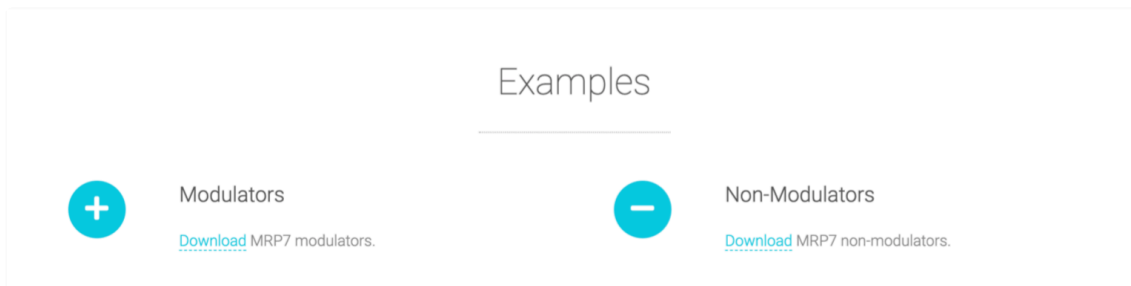 Examples
Modulators
Download MRP7 modulators.
Non-Modulators
Download MRP7 non-modulators.